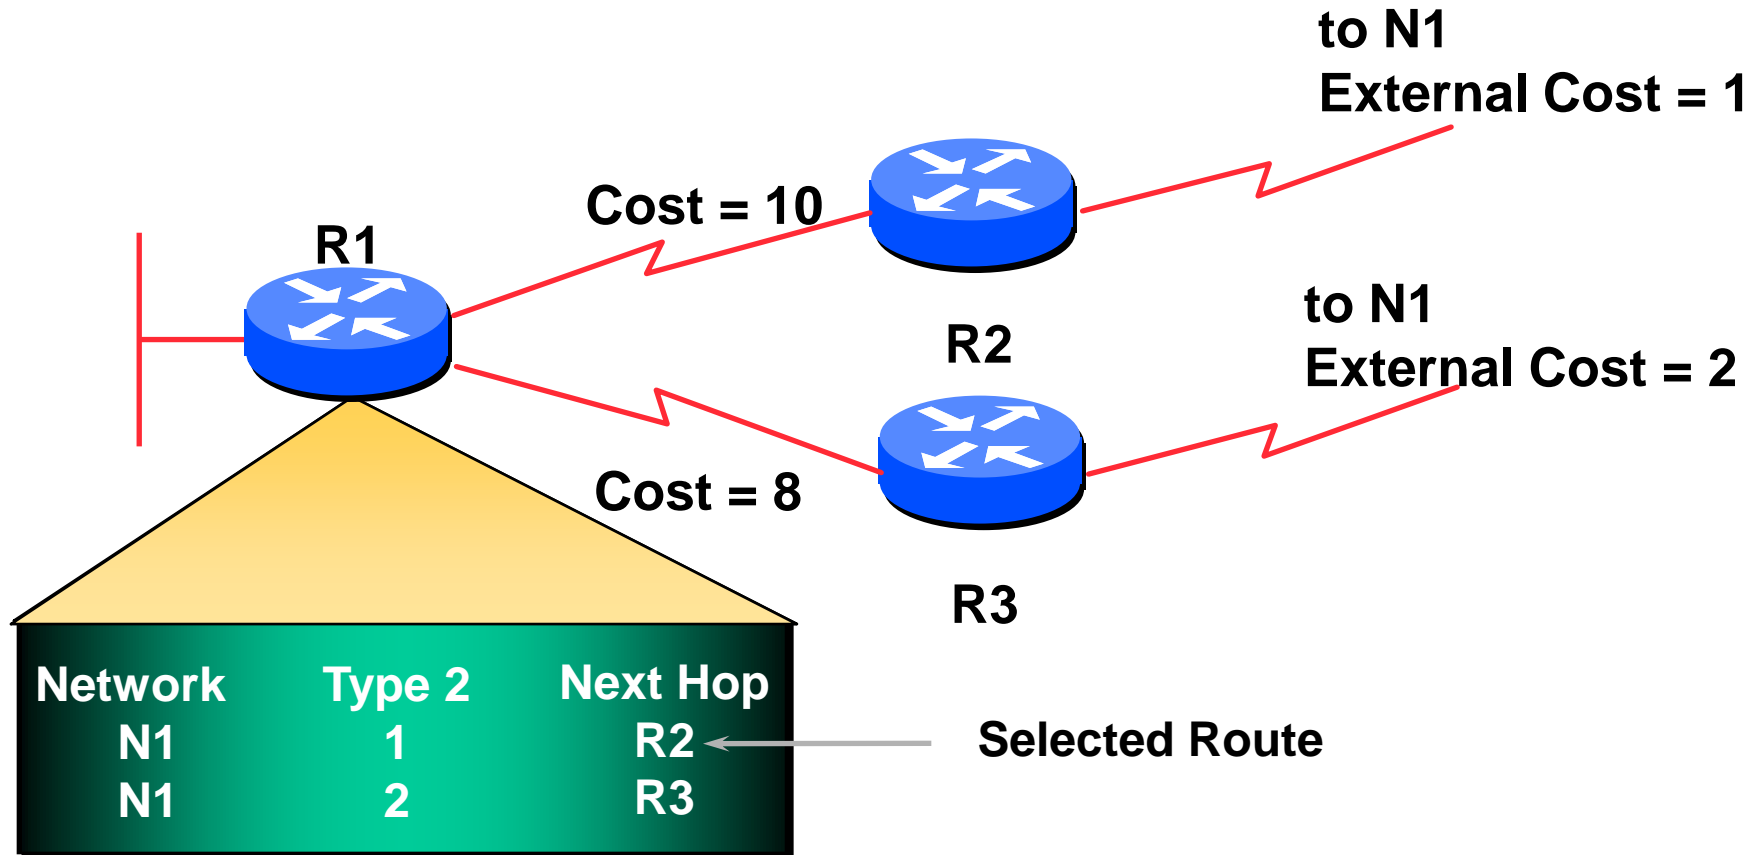 to N1
External Cost = 1
Cost = 10
R1
R2
to N1
External Cost = 2
Cost = 8
R3
Network Type 2 Next Hop
N1 1 R2
Selected Route
N1 2 R3